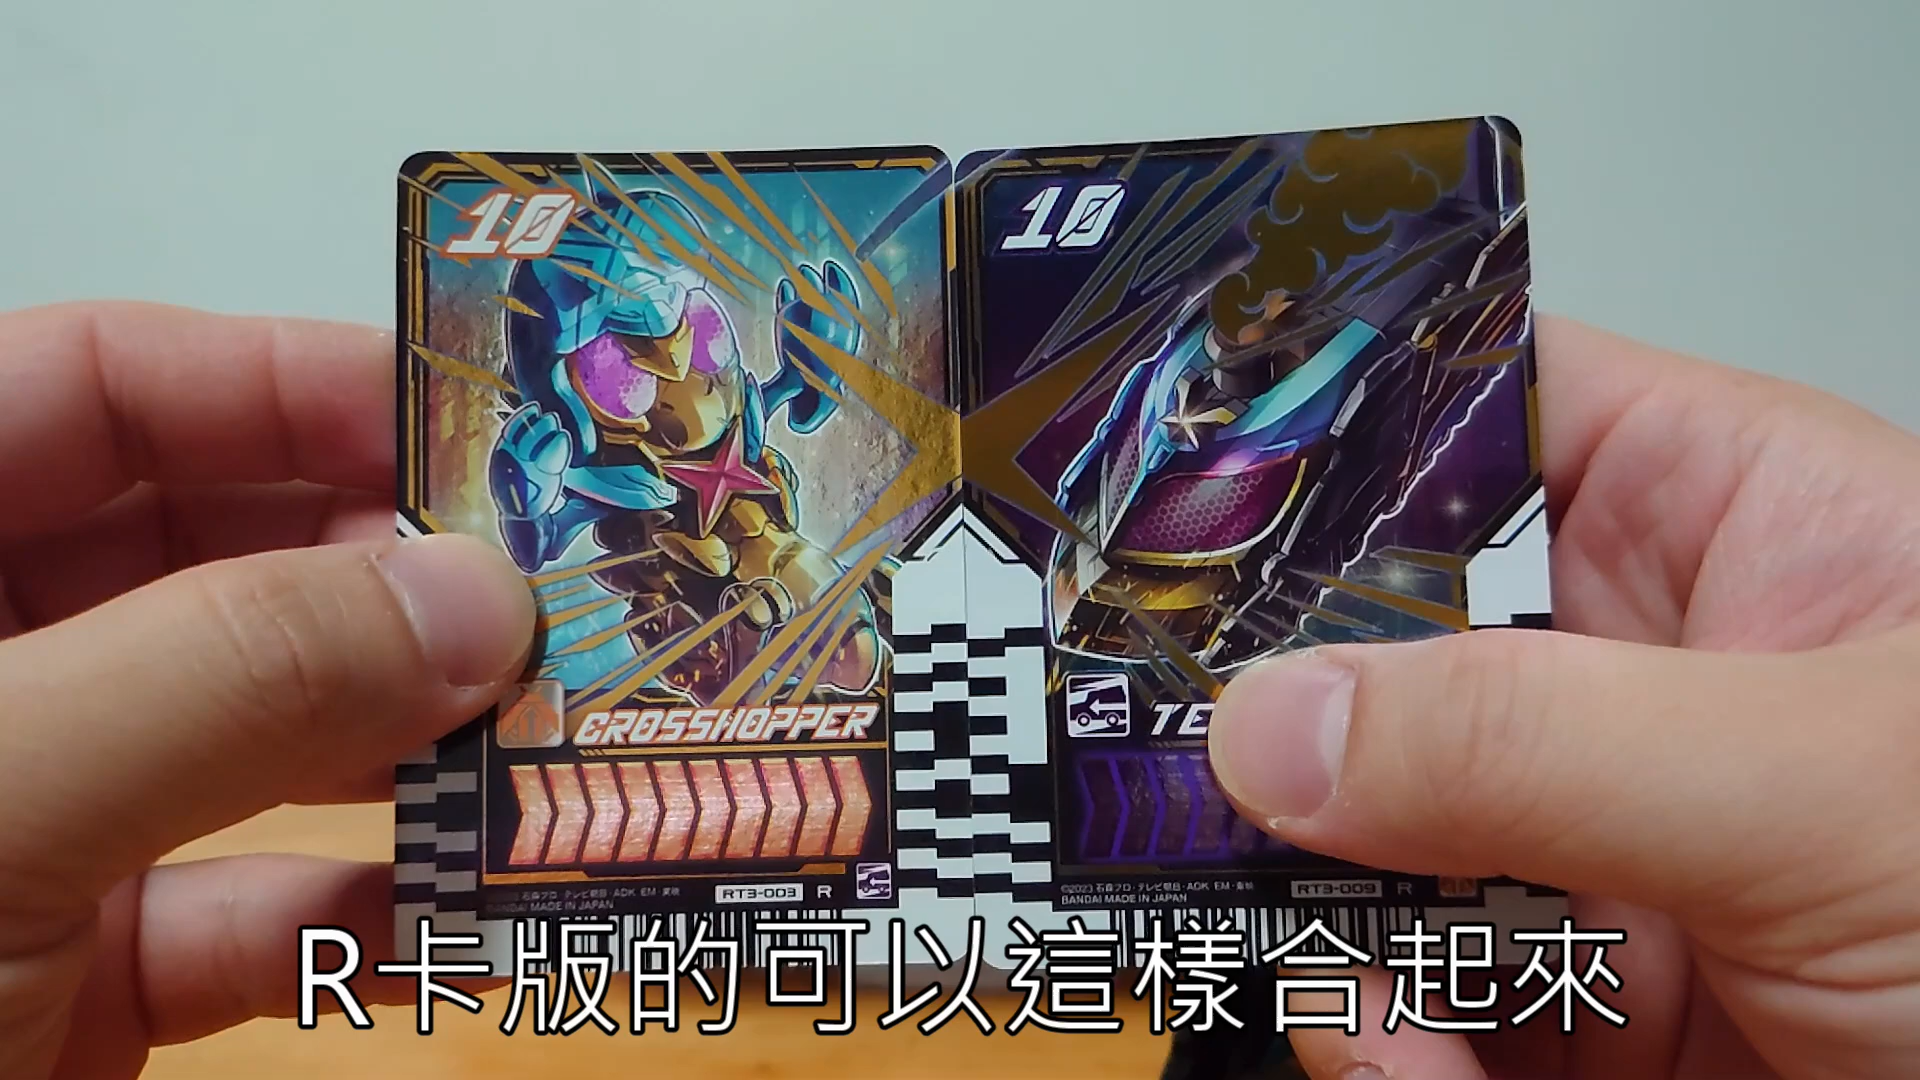 10
10
CROSSHOPPER
TE
石森プロ・テレビ朝日・ADK EM・東映
BANDAI MADE IN JAPAN
RT3-003 R
©2023 石森プロ・テレビ朝日・ADK EM・東映
BANDAI MADE IN JAPAN
RT3-009 R
R卡版的可以這樣合起來